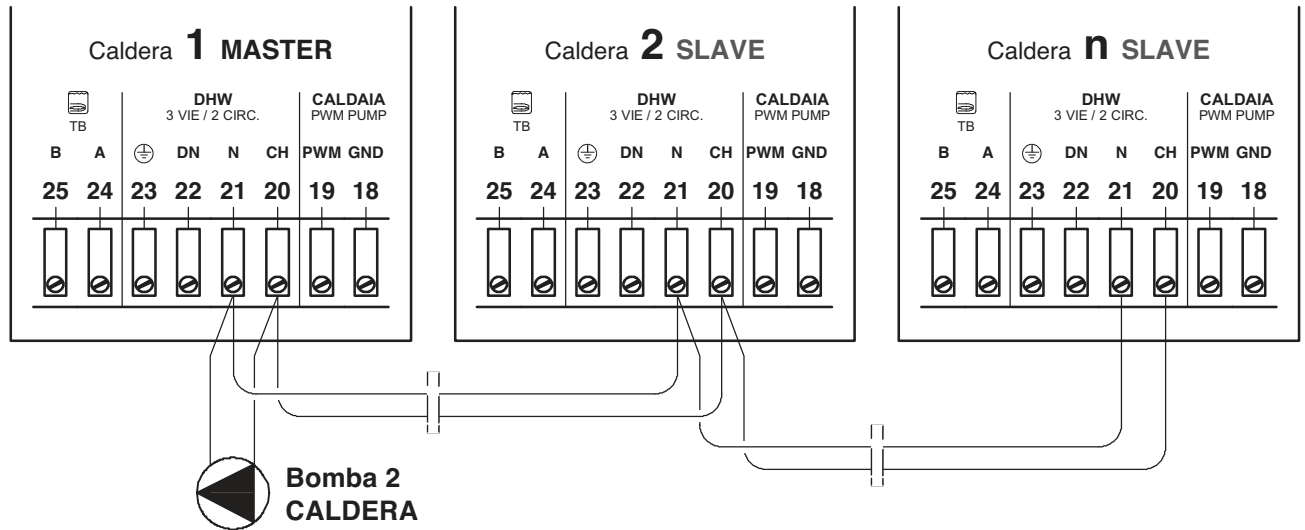 Caldera 1 MASTER
TB
DHW
3 VIE / 2 CIRC.
CALDAIA
PWM PUMP
B A DN N CH PWM GND
25 24 23 22 21 20 19 18
Caldera 2 SLAVE
TB
DHW
3 VIE / 2 CIRC.
CALDAIA
PWM PUMP
B A DN N CH PWM GND
25 24 23 22 21 20 19 18
Caldera n SLAVE
TB
DHW
3 VIE / 2 CIRC.
CALDAIA
PWM PUMP
B A DN N CH PWM GND
25 24 23 22 21 20 19 18
Bomba 2
CALDERA